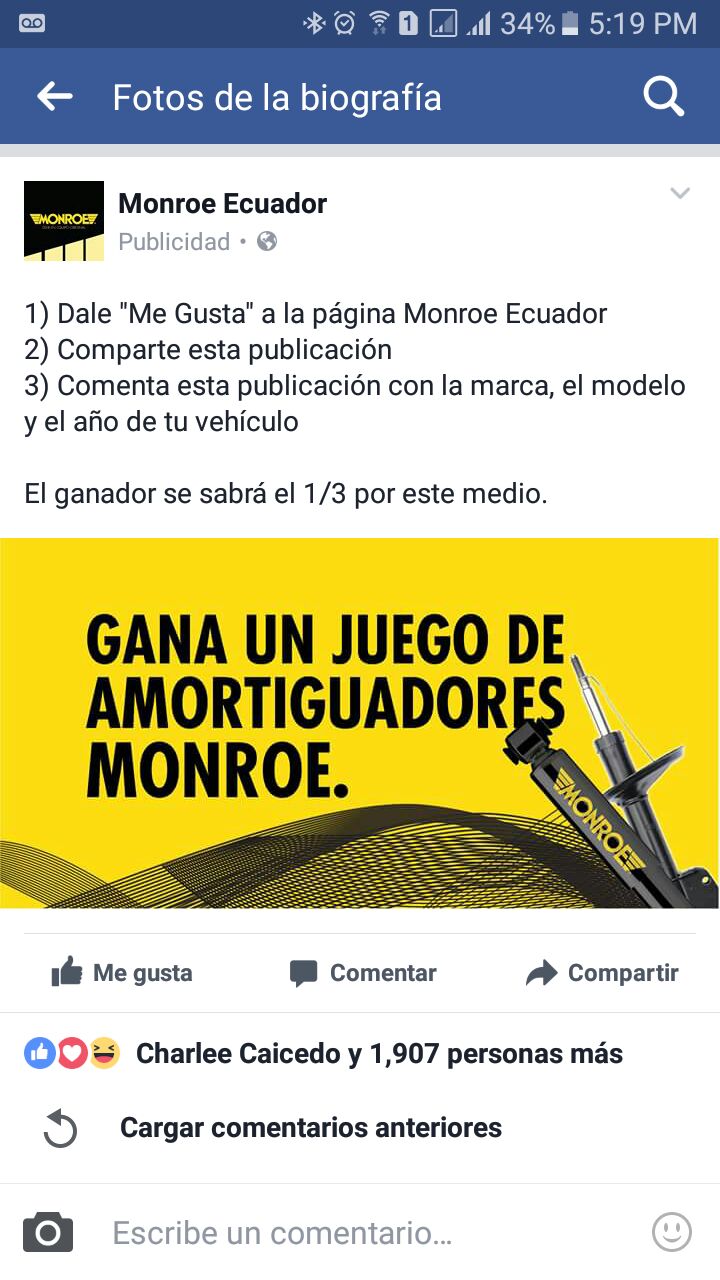 1 34% 5:19 PM
Fotos de la biografía
MONROE
Monroe Ecuador
Publicidad •
1) Dale "Me Gusta" a la página Monroe Ecuador
2) Comparte esta publicación
3) Comenta esta publicación con la marca, el modelo
y el año de tu vehículo
El ganador se sabrá el 1/3 por este medio.
GANA UN JUEGO DE
AMORTIGUADORES
MONROE.
MONROE
Me gusta Comentar Compartir
Charlee Caicedo y 1,907 personas más
Cargar comentarios anteriores
Escribe un comentario...